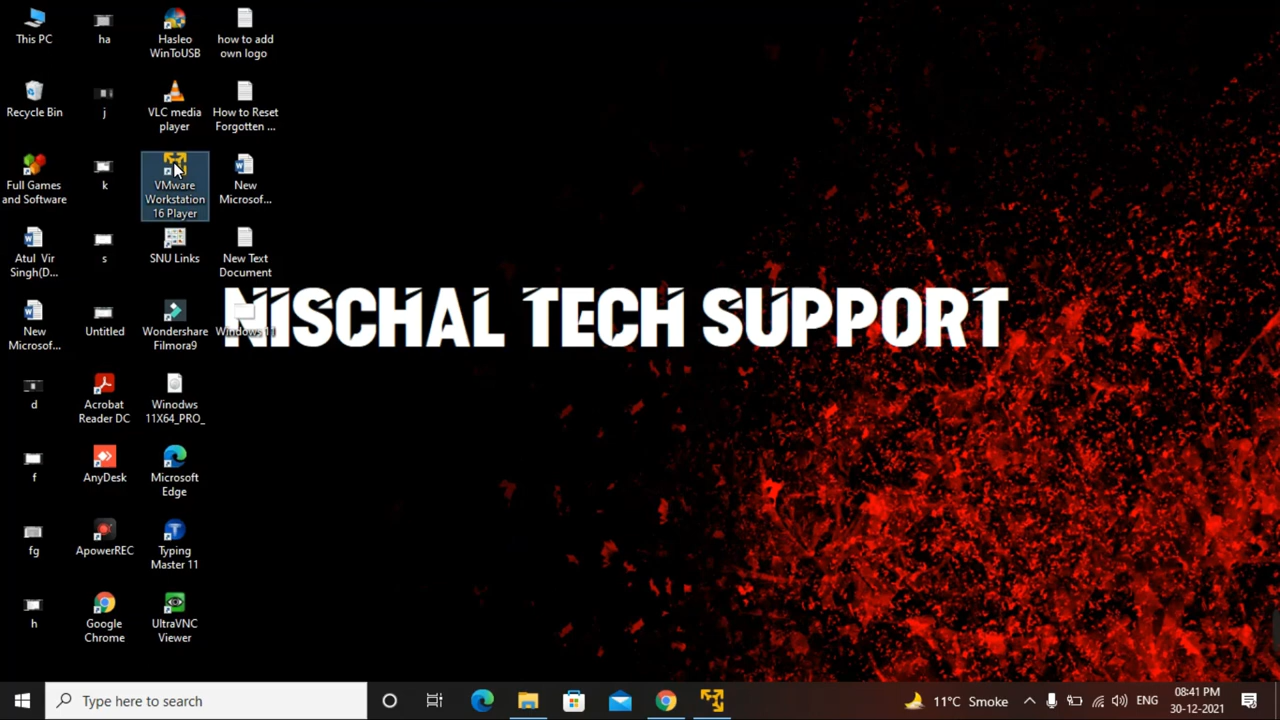 This PC
ha
Hasleo
WinToUSB
how to add
own logo
Recycle Bin
j
VLC media
player
How to Reset
Forgotten ...
Full Games
and Software
k
VMware
Workstation
16 Player
New
Microsof...
Atul Vir
Singh(D...
s
SNU Links
New Text
Document
New
Microsof...
Untitled
Wondershare
Filmora9
Windows 11
NISCHAL TECH SUPPORT
d
Acrobat
Reader DC
Winodws
11X64_PRO_
f
AnyDesk
Microsoft
Edge
fg
ApowerREC
Typing
Master 11
h
Google
Chrome
UltraVNC
Viewer
Type here to search
11°C Smoke
ENG
08:41 PM
30-12-2021